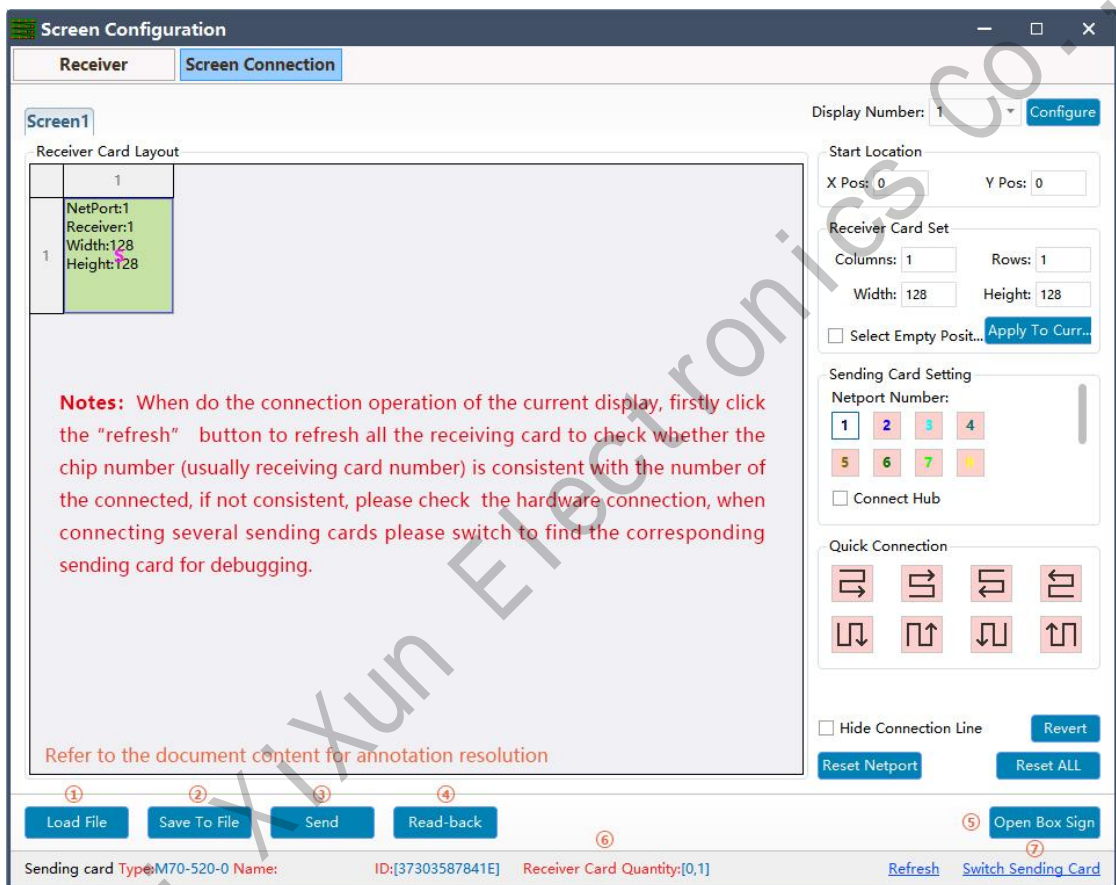 Screen Configuration
Receiver
Screen Connection
Screen1
Display Number: 1
Configure
Receiver Card Layout
1
1
NetPort:1
Receiver:1
Width:128
Height:128
S
Start Location
X Pos: 0
Y Pos: 0
Receiver Card Set
Columns: 1
Rows: 1
Width: 128
Height: 128
Select Empty Posit...
Apply To Curr...
Sending Card Setting
Netport Number:
1 2 3 4
5 6 7 8
Connect Hub
Quick Connection
Notes: When do the connection operation of the current display, firstly click
the “refresh” button to refresh all the receiving card to check whether the
chip number (usually receiving card number) is consistent with the number of
the connected, if not consistent, please check the hardware connection, when
connecting several sending cards please switch to find the corresponding
sending card for debugging.
Refer to the document content for annotation resolution
Hide Connection Line
Revert
Reset Netport
Reset ALL
① ② ③ ④
Load File
Save To File
Send
Read-back
⑤ Open Box Sign
⑥
⑦
Sending card Type:M70-520-0 Name:
ID:[37303587841E]
Receiver Card Quantity:[0,1]
Refresh
Switch Sending Card
XiXun Electronics Co.,